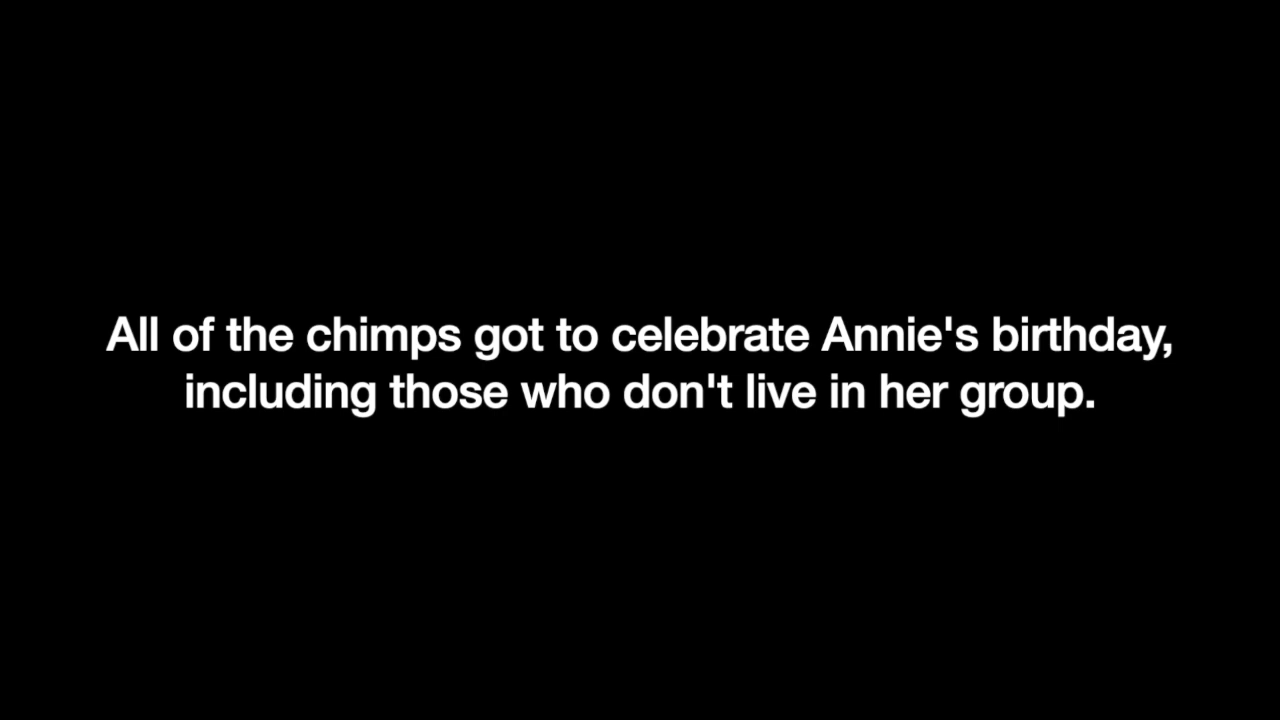 All of the chimps got to celebrate Annie's birthday,
including those who don't live in her group.